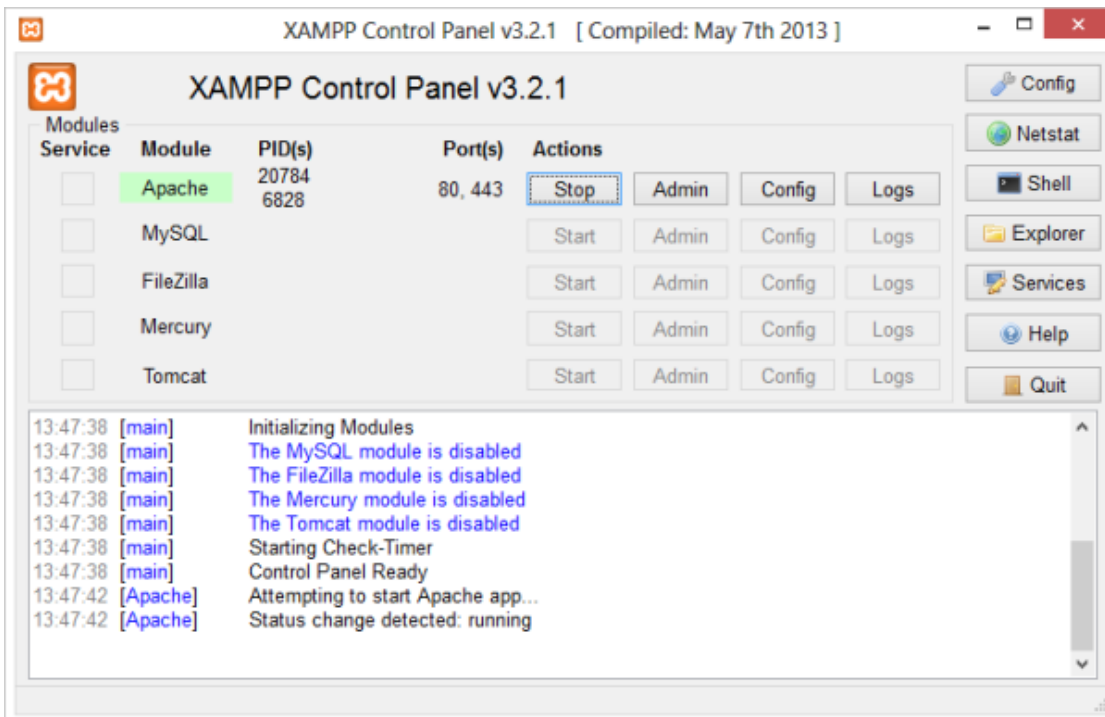 XAMPP Control Panel v3.2.1 [ Compiled: May 7th 2013 ]
XAMPP Control Panel v3.2.1
Config
Modules
Netstat
Service Module PID(s) Port(s) Actions
Apache 20784 6828 80, 443 Stop Admin Config Logs
Shell
MySQL Start Admin Config Logs
Explorer
FileZilla Start Admin Config Logs
Services
Mercury Start Admin Config Logs
Help
Tomcat Start Admin Config Logs
Quit
13:47:38 [main] Initializing Modules
13:47:38 [main] The MySQL module is disabled
13:47:38 [main] The FileZilla module is disabled
13:47:38 [main] The Mercury module is disabled
13:47:38 [main] The Tomcat module is disabled
13:47:38 [main] Starting Check-Timer
13:47:38 [main] Control Panel Ready
13:47:42 [Apache] Attempting to start Apache app...
13:47:42 [Apache] Status change detected: running